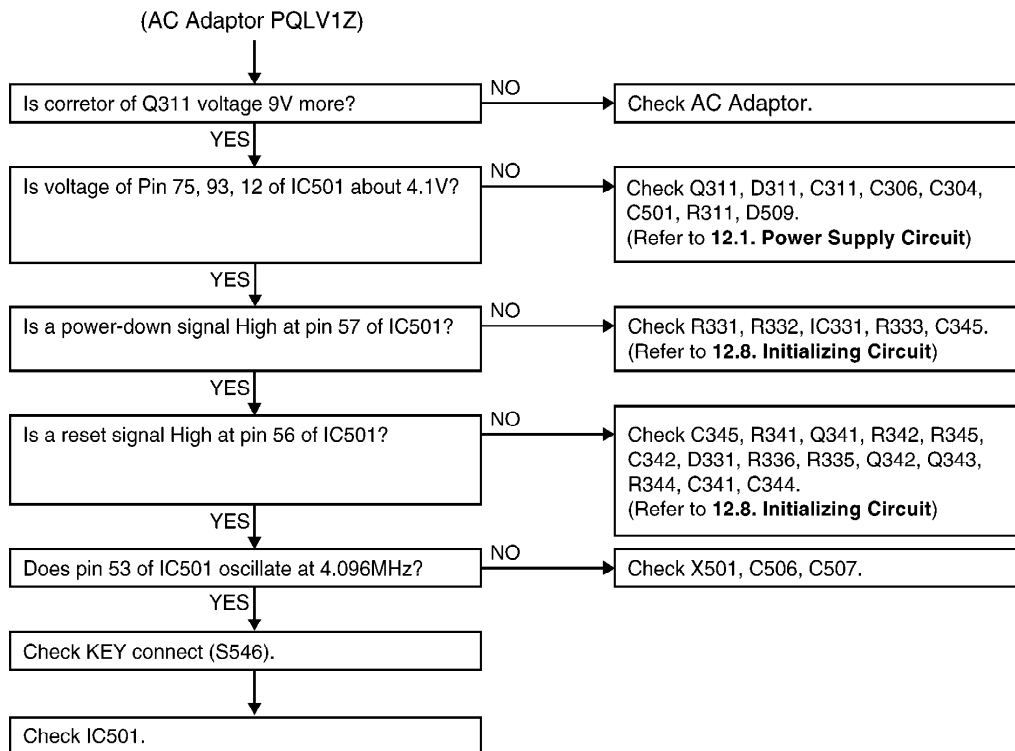 (AC Adaptor PQLV1Z)
Is corretor of Q311 voltage 9V more?
NO
Check AC Adaptor.
YES
Is voltage of Pin 75, 93, 12 of IC501 about 4.1V?
NO
Check Q311, D311, C311, C306, C304,
C501, R311, D509.
(Refer to 12.1. Power Supply Circuit)
YES
Is a power-down signal High at pin 57 of IC501?
NO
Check R331, R332, IC331, R333, C345.
(Refer to 12.8. Initializing Circuit)
YES
Is a reset signal High at pin 56 of IC501?
NO
Check C345, R341, Q341, R342, R345,
C342, D331, R336, R335, Q342, Q343,
R344, C341, C344.
(Refer to 12.8. Initializing Circuit)
YES
Does pin 53 of IC501 oscillate at 4.096MHz?
NO
Check X501, C506, C507.
YES
Check KEY connect (S546).
Check IC501.